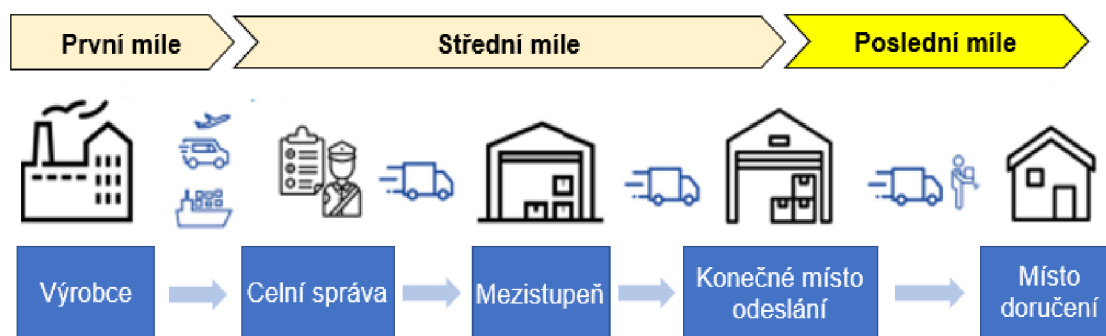 První míle
Střední míle
Poslední míle
Výrobce
Celní správa
Mezistupeň
Konečné místo
odeslání
Místo
doručení